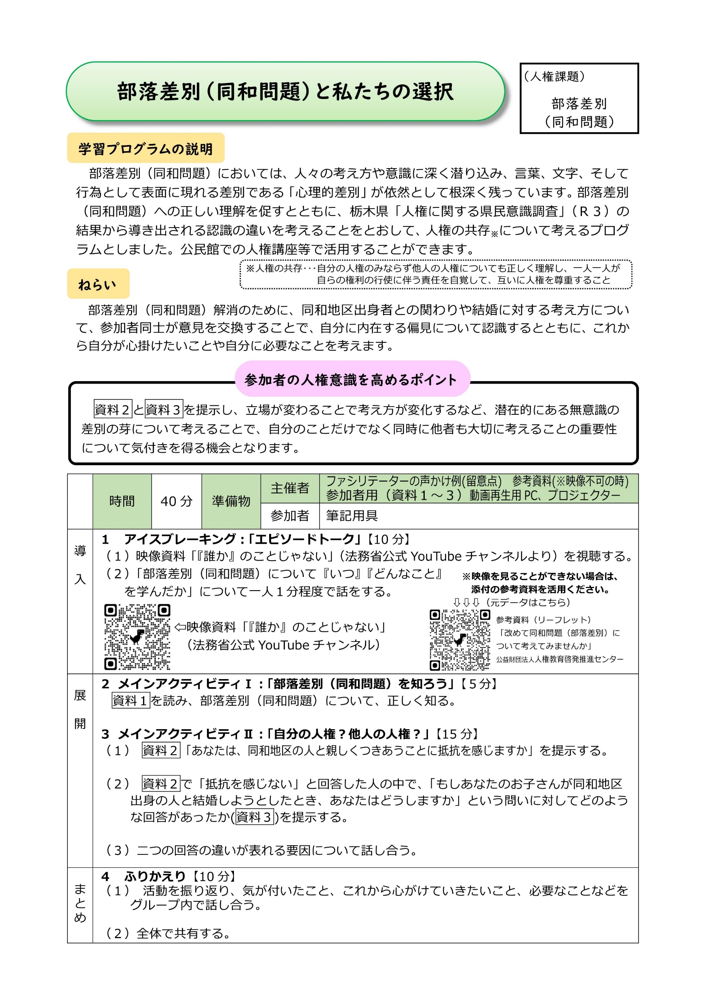 部落差別（同和問題）と私たちの選択
（人権課題）
部落差別
（同和問題）
学習プログラムの説明
部落差別（同和問題）においては、人々の考え方や意識に深く潜り込み、言葉、文字、そして
行為として表面に現れる差別である「心理的差別」が依然として根深く残っています。部落差別
（同和問題）への正しい理解を促すとともに、栃木県「人権に関する県民意識調査」（Ｒ３）の
結果から導き出される認識の違いを考えることをとおして、人権の共存※について考えるプログ
ラムとしました。公民館での人権講座等で活用することができます。
※人権の共存･･･自分の人権のみならず他人の人権についても正しく理解し、一人一人が
自らの権利の行使に伴う責任を自覚して、互いに人権を尊重すること
ねらい
部落差別（同和問題）解消のために、同和地区出身者との関わりや結婚に対する考え方につい
て、参加者同士が意見を交換することで、自分に内在する偏見について認識するとともに、これか
ら自分が心掛けたいことや自分に必要なことを考えます。
参加者の人権意識を高めるポイント
資料２と資料３を提示し、立場が変わることで考え方が変化するなど、潜在的にある無意識の
差別の芽について考えることで、自分のことだけでなく同時に他者も大切に考えることの重要性
について気付きを得る機会となります。
時間
40 分
準備物
主催者
ファシリテーターの声かけ例(留意点)　参考資料(※映像不可の時)
参加者用（資料１～３）動画再生用 PC、プロジェクター
参加者
筆記用具
導入
１　アイスブレーキング：「エピソードトーク」【10 分】
（１）映像資料「『誰か』のことじゃない」（法務省公式 YouTube チャンネルより）を視聴する。
（２）「部落差別（同和問題）について『いつ』『どんなこと』
を学んだか」について一人１分程度で話をする。
※映像を見ることができない場合は、
添付の参考資料を活用ください。
⇩⇩⇩（元データはこちら）
⇦映像資料「『誰か』のことじゃない」
（法務省公式 YouTube チャンネル）
参考資料（リーフレット）
「改めて同和問題（部落差別）に
ついて考えてみませんか」
公益財団法人人権教育啓発推進センター
展開
２ メインアクティビティⅠ：「部落差別（同和問題）を知ろう」【５分】
資料１を読み、部落差別（同和問題）について、正しく知る。
３ メインアクティビティⅡ：「自分の人権？他人の人権？」【15 分】
（１） 資料２「あなたは、同和地区の人と親しくつきあうことに抵抗を感じますか」を提示する。
（２） 資料２で「抵抗を感じない」と回答した人の中で、「もしあなたのお子さんが同和地区
出身の人と結婚しようとしたとき、あなたはどうしますか」という問いに対してどのよう
な回答があったか(資料３)を提示する。
（３）二つの回答の違いが表れる要因について話し合う。
まとめ
４　ふりかえり【10 分】
（１） 活動を振り返り、気が付いたこと、これから心がけていきたいこと、必要なことなどを
グループ内で話し合う。
（２）全体で共有する。